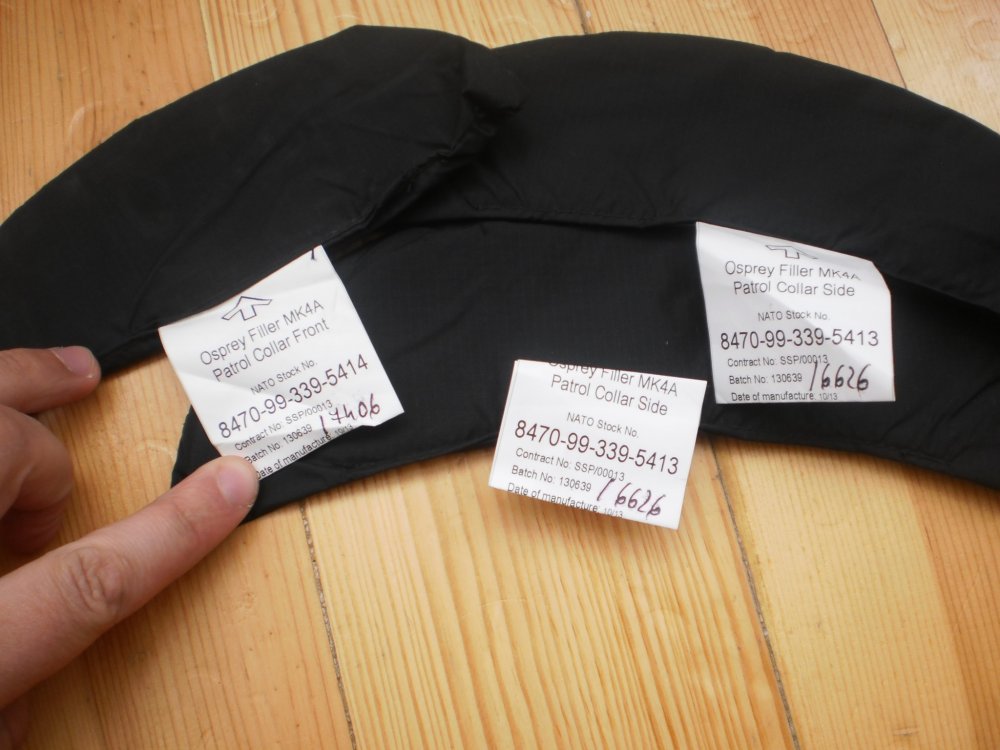 Osprey Filler MK4A
Patrol Collar Front
NATO Stock No.
8470-99-339-5414
Contract No: SSP/00013
Batch No: 130639 17406
Date of manufacture: 10/13
Osprey Filler MK4A
Patrol Collar Side
NATO Stock No.
8470-99-339-5413
Contract No: SSP/00013
Batch No: 130639 16626
Date of manufacture: 10/13
Osprey Filler MK4A
Patrol Collar Side
NATO Stock No.
8470-99-339-5413
Contract No: SSP/00013
Batch No: 130639 16626
Date of manufacture: 10/13